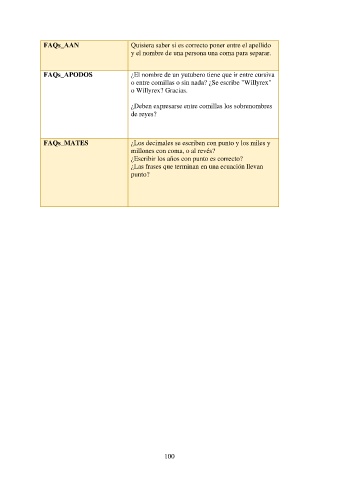 FAQs_AAN
Quisiera saber si es correcto poner entre el apellido
y el nombre de una persona una coma para separar.
FAQs_APODOS
¿El nombre de un yutubero tiene que ir entre cursiva
o entre comillas o sin nada? ¿Se escribe "Willyrex"
o Willyrex? Gracias.
¿Deben expresarse entre comillas los sobrenombres
de reyes?
FAQs_MATES
¿Los decimales se escriben con punto y los miles y
millones con coma, o al revés?
¿Escribir los años con punto es correcto?
¿Las frases que terminan en una ecuación llevan
punto?
100